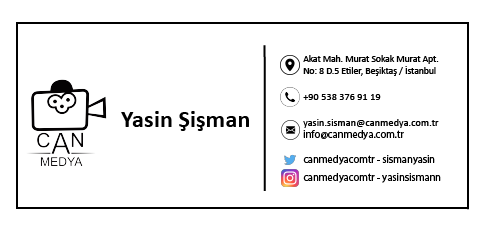 CAN
MEDYA
Yasin Şişman
Akat Mah. Murat Sokak Murat Apt.
No: 8 D.5 Etiler, Beşiktaş / İstanbul
+90 538 376 91 19
yasin.sisman@canmedya.com.tr
info@canmedya.com.tr
canmedyacomtr - sismanyasin
canmedyacomtr - yasinsismann